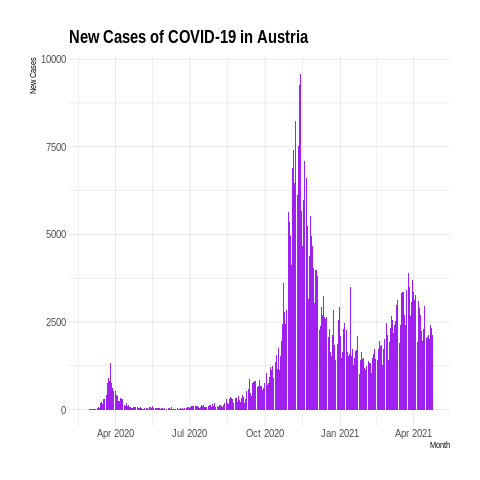 New Cases of COVID-19 in Austria
New Cases
10000
7500
5000
2500
0
Apr 2020
Jul 2020
Oct 2020
Jan 2021
Apr 2021
Month